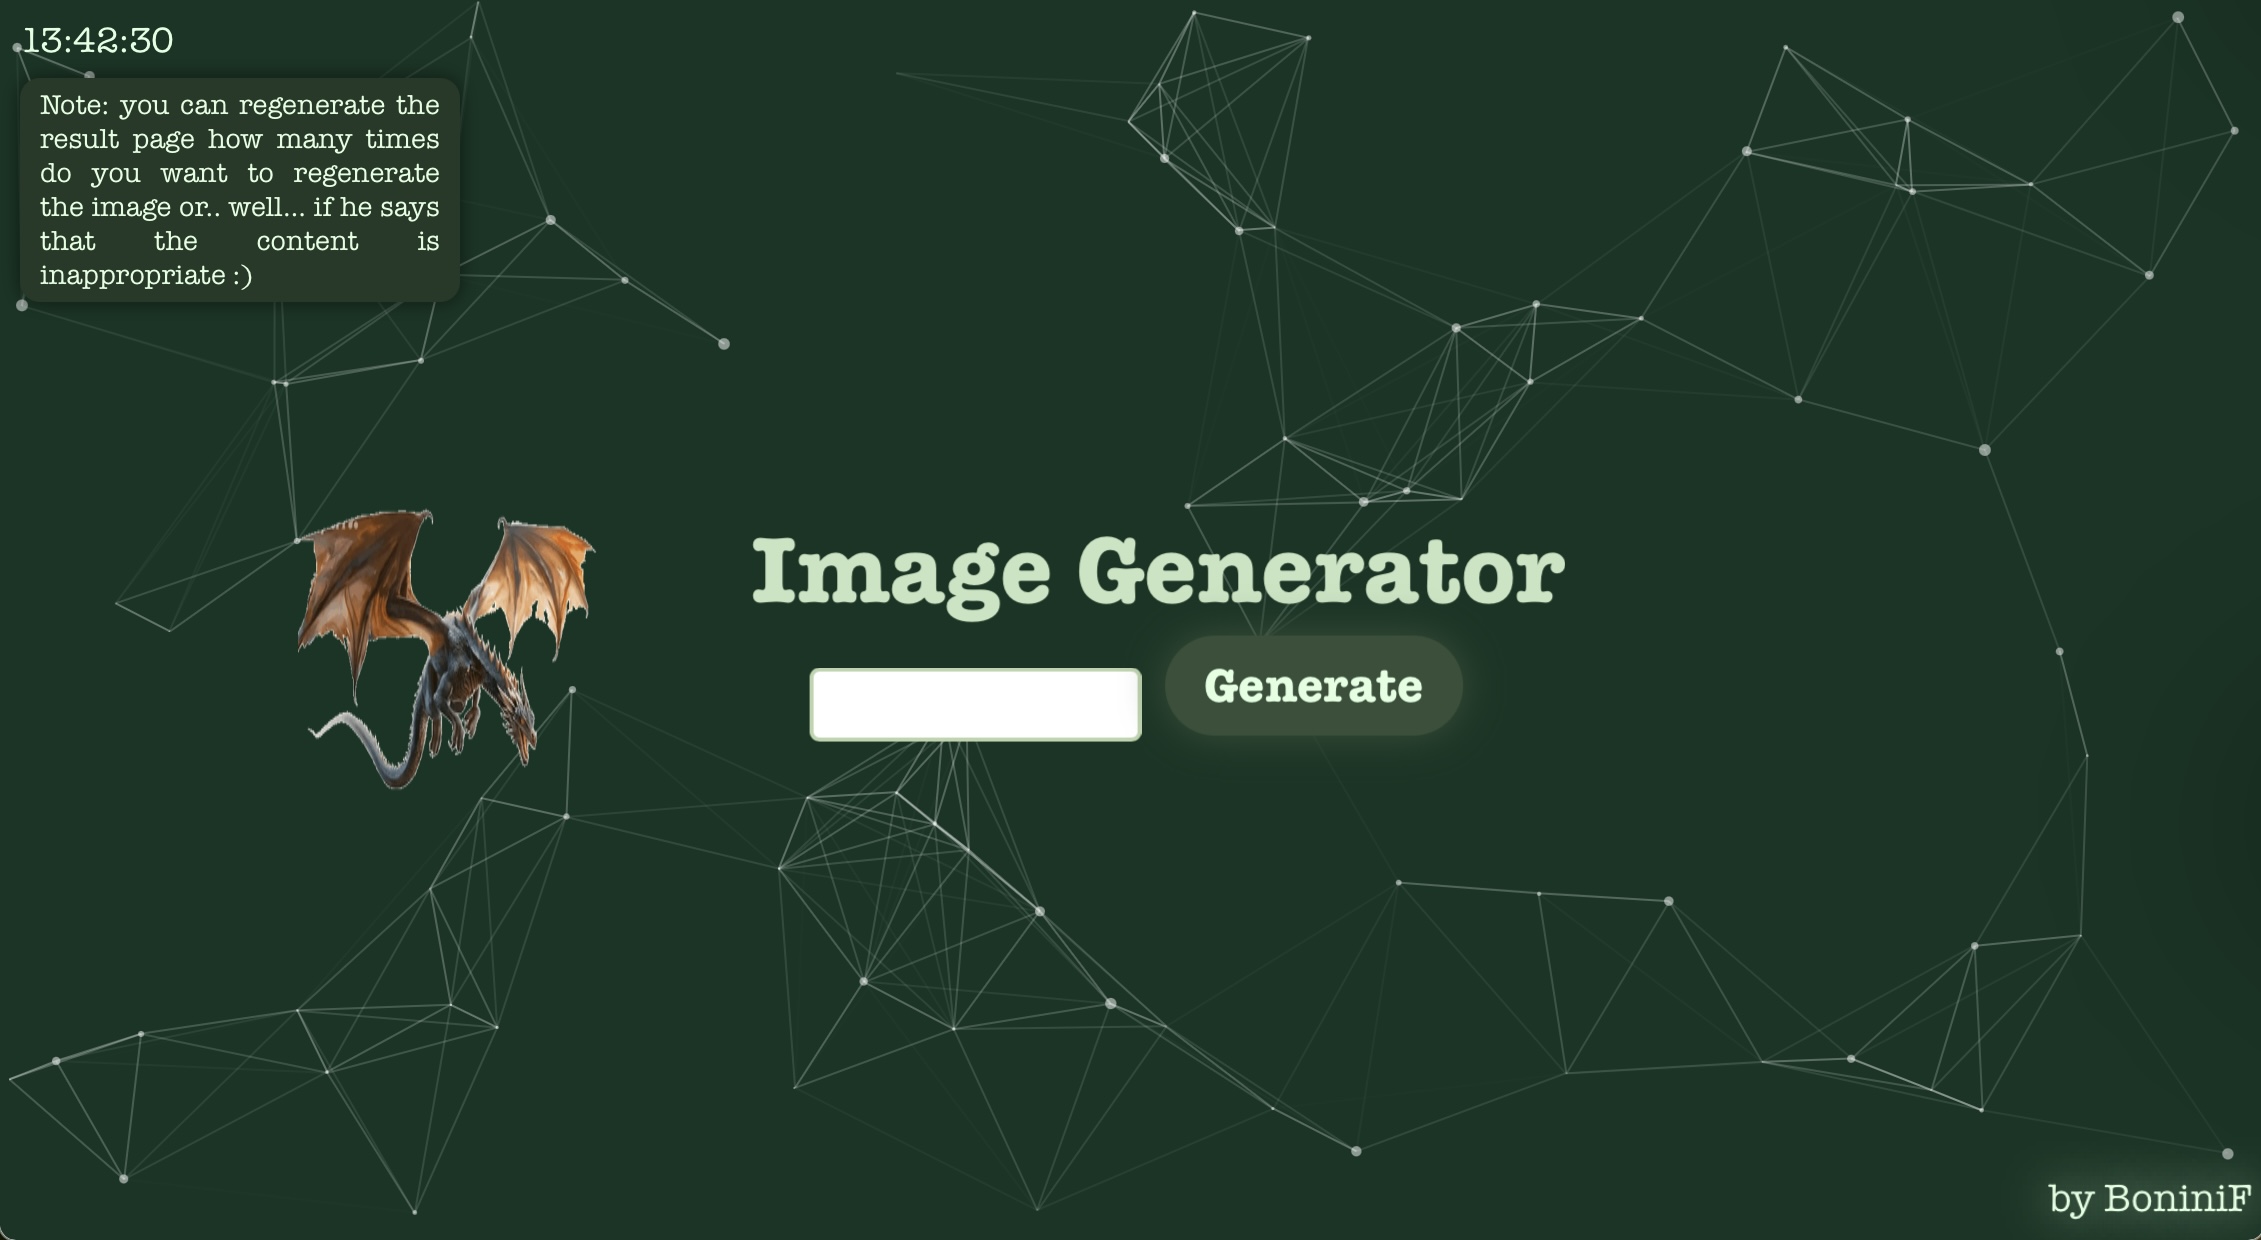 13:42:30
Note: you can regenerate the
result page how many times
do you want to regenerate
the image or.. well... if he says
that the content is
inappropriate :)
Image Generator
Generate
by BoniniF